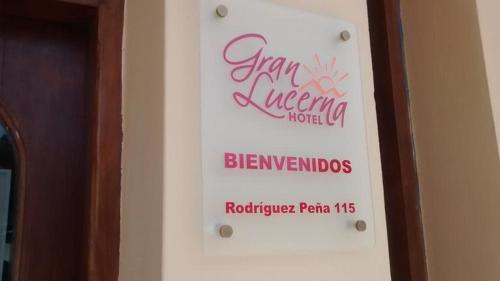 Gran
Lucerna
HOTEL
BIENVENIDOS
Rodríguez Peña 115